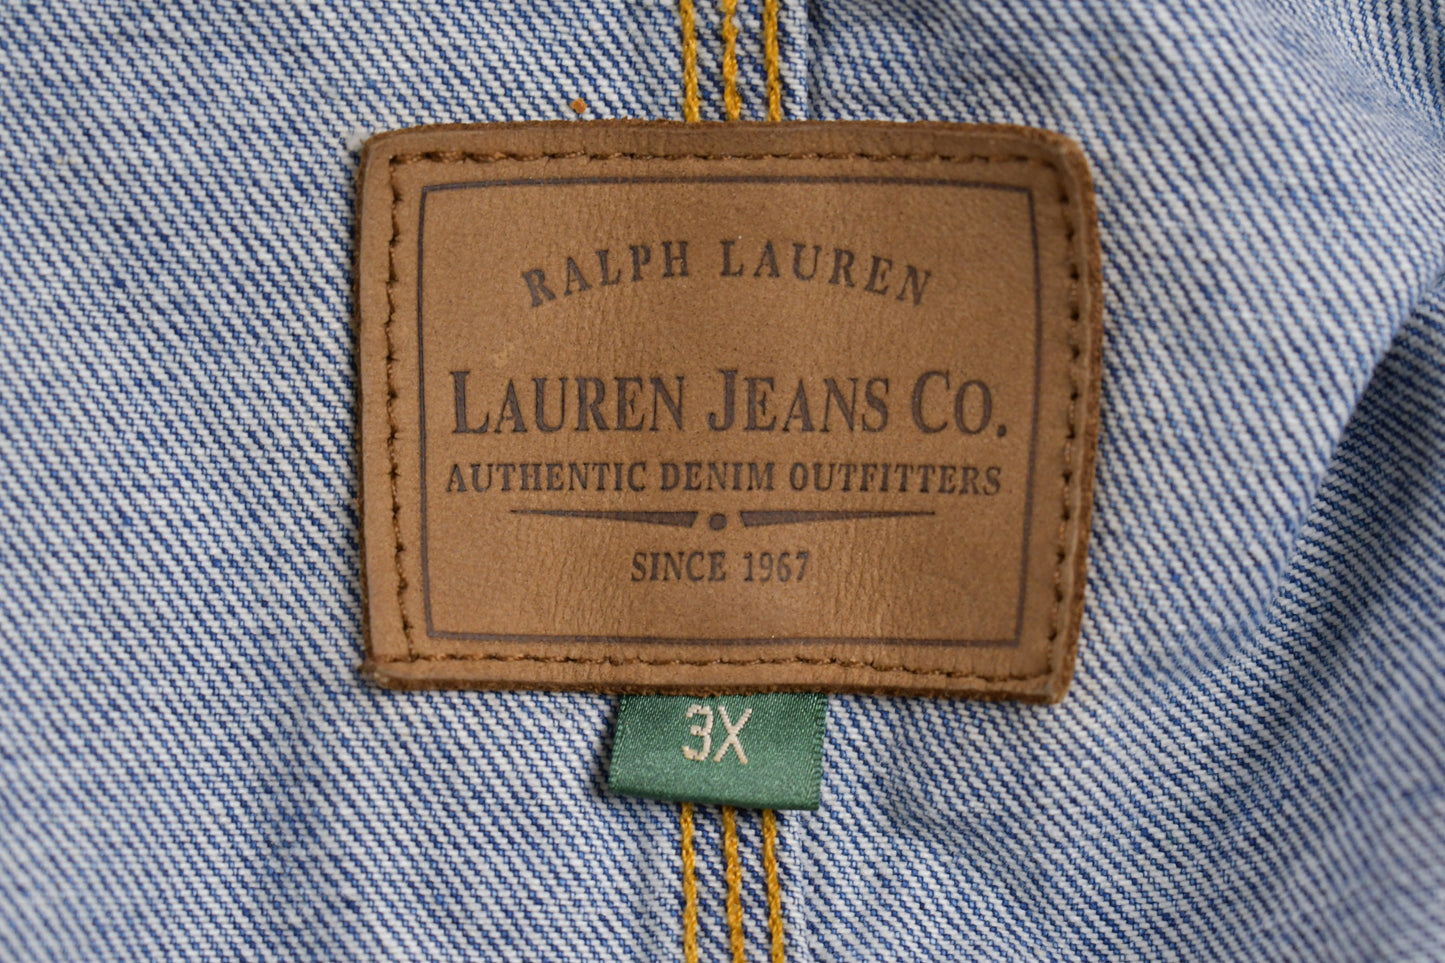 RALPH LAUREN
LAUREN JEANS CO.
AUTHENTIC DENIM OUTFITTERS
SINCE 1967
3X